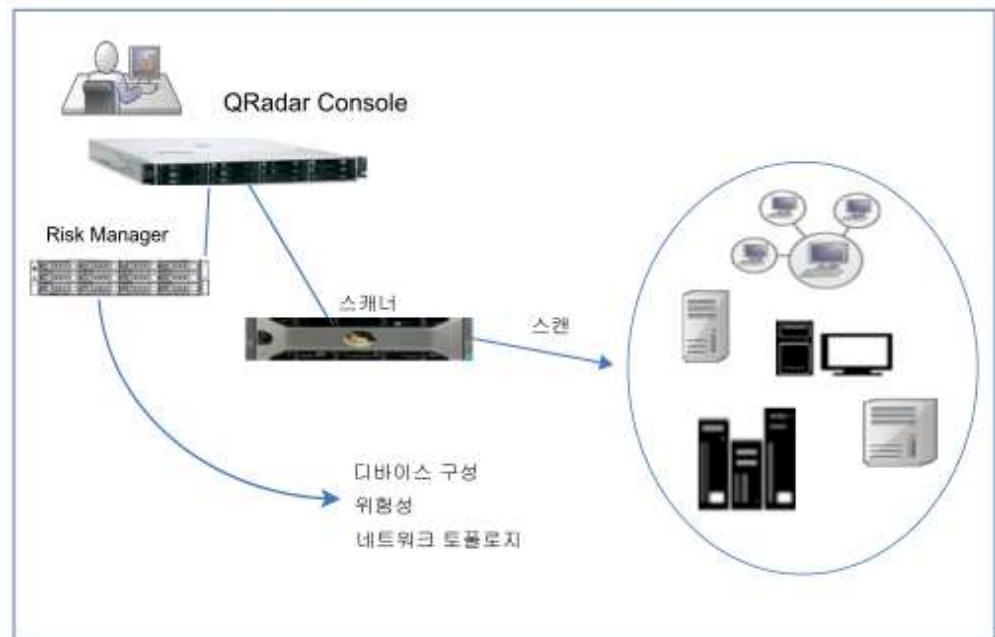 QRadar Console
Risk Manager
스캐너
스캔
디바이스 구성
위험성
네트워크 토폴로지